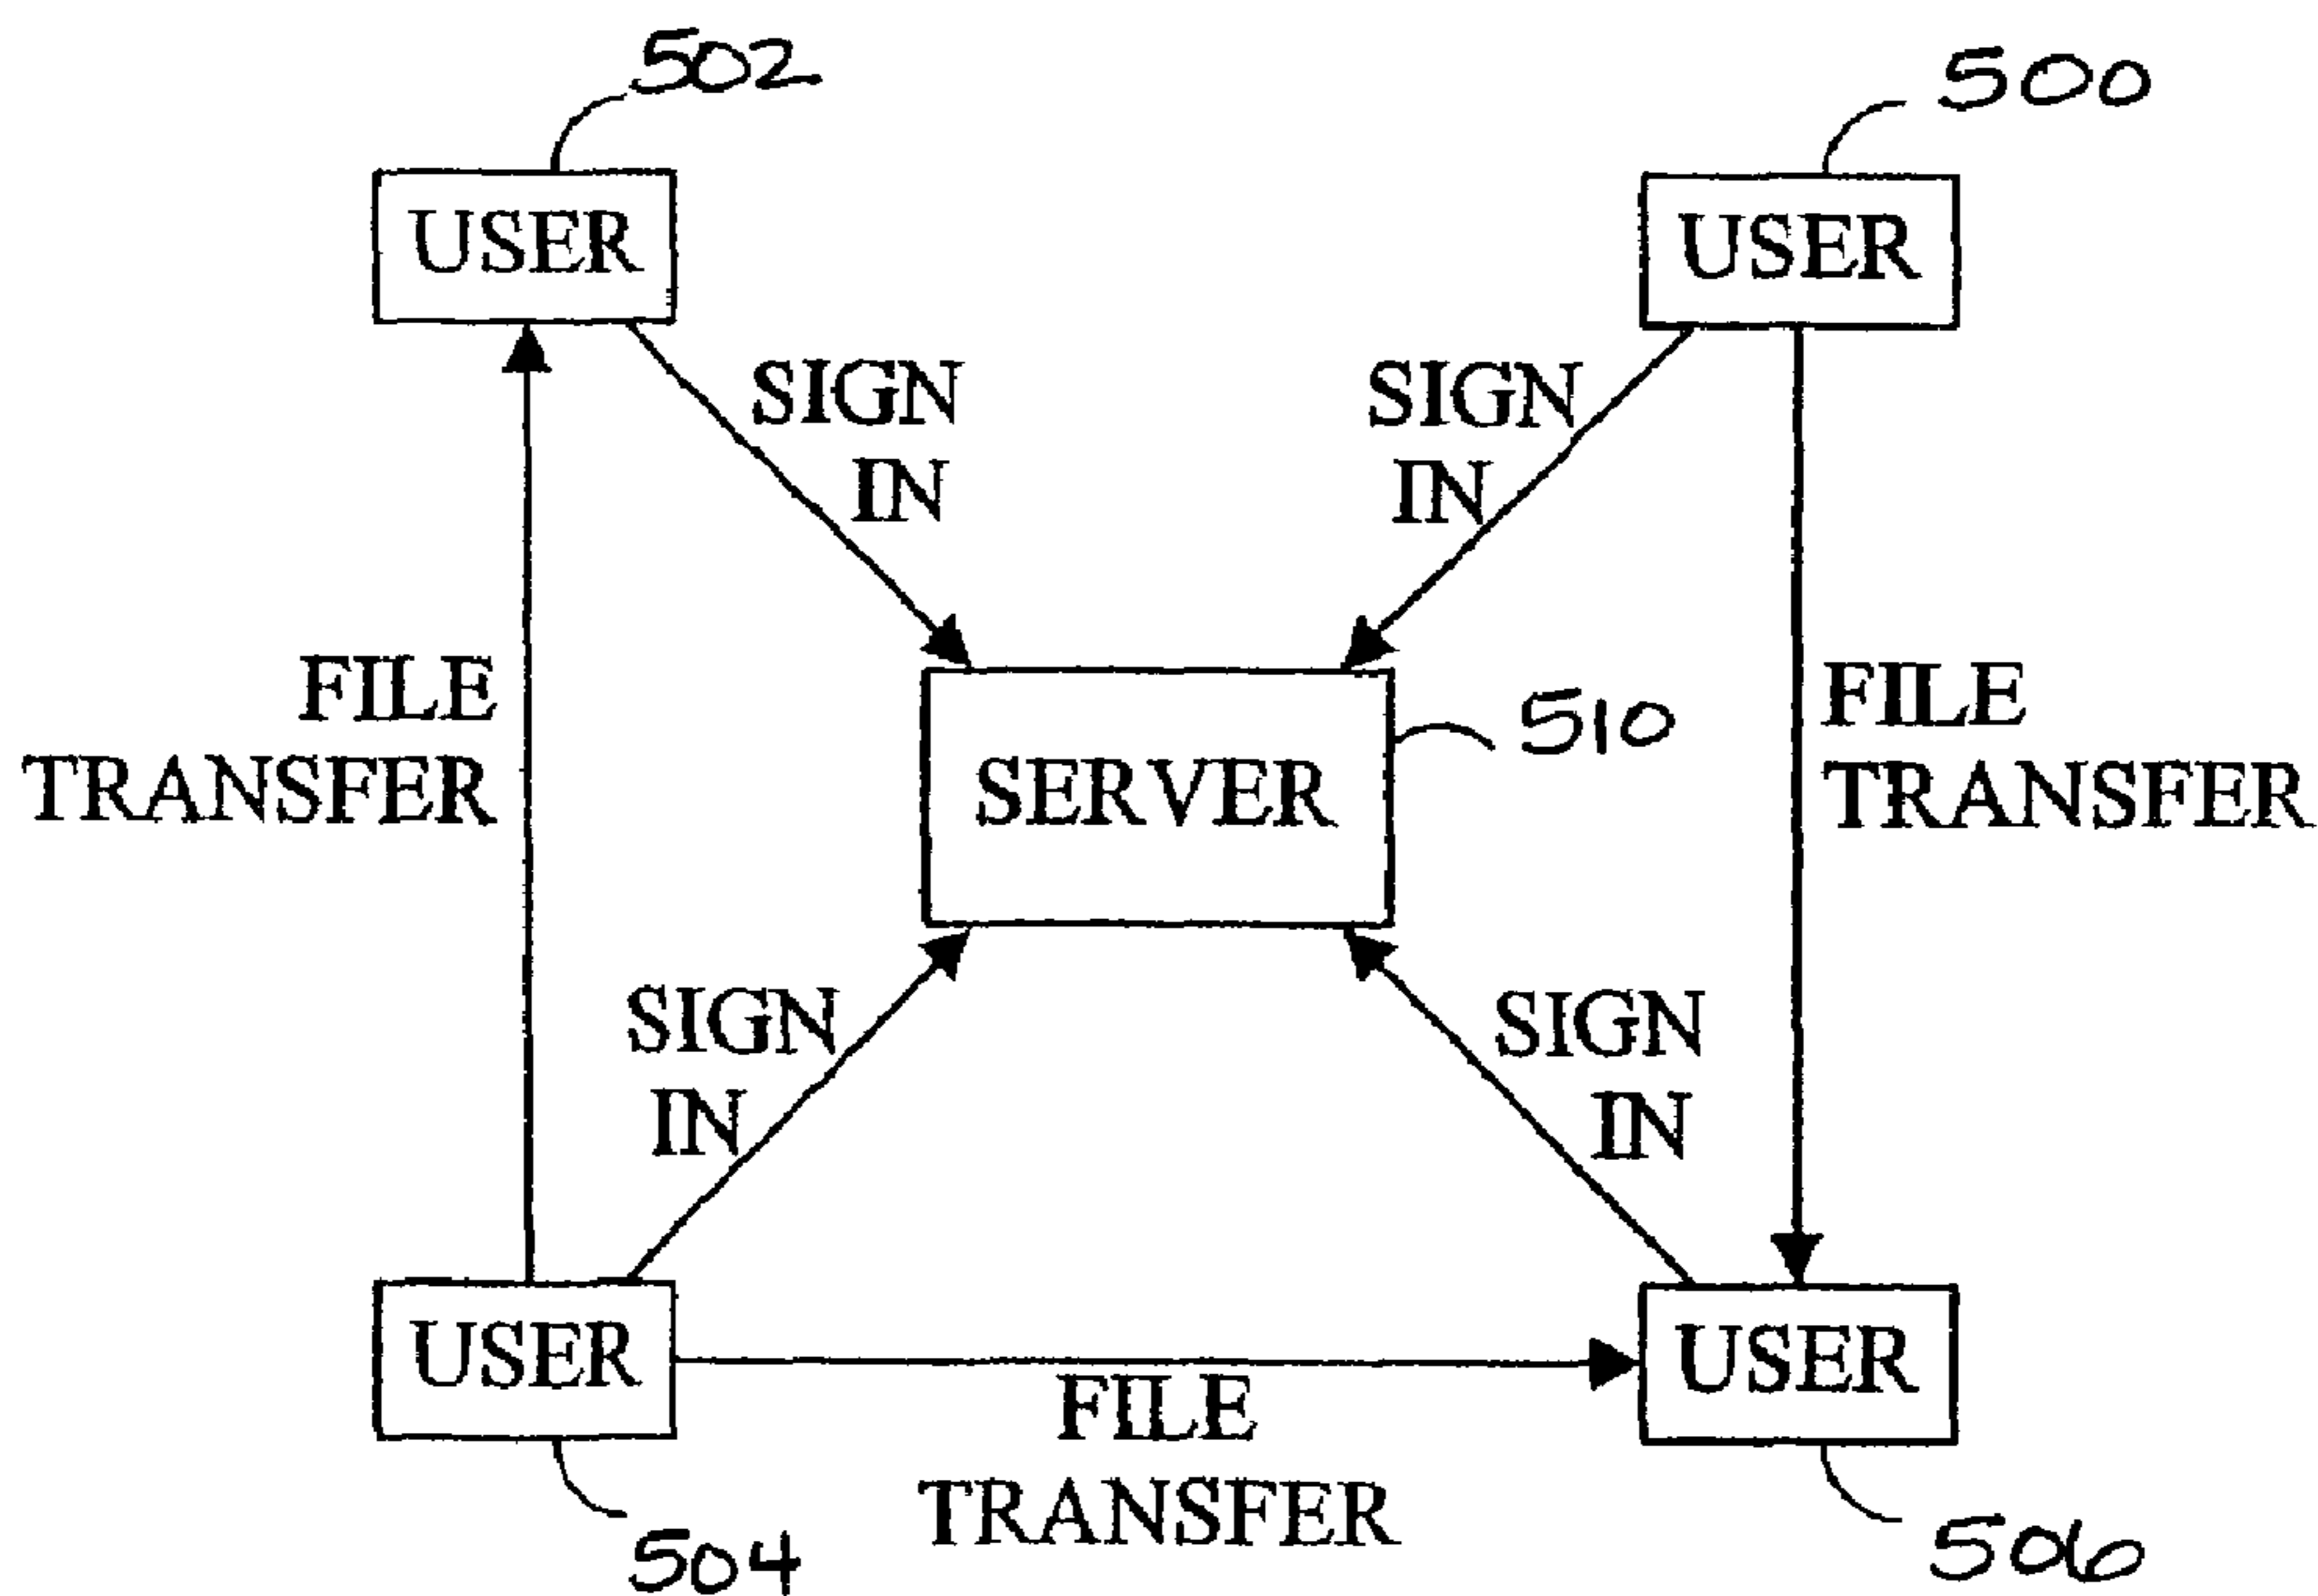 502
500
USER
USER
SIGN
IN
SIGN
IN
FILE
TRANSFER
SERVER
510
FILE
TRANSFER
SIGN
IN
SIGN
IN
USER
FILE
TRANSFER
USER
504
506